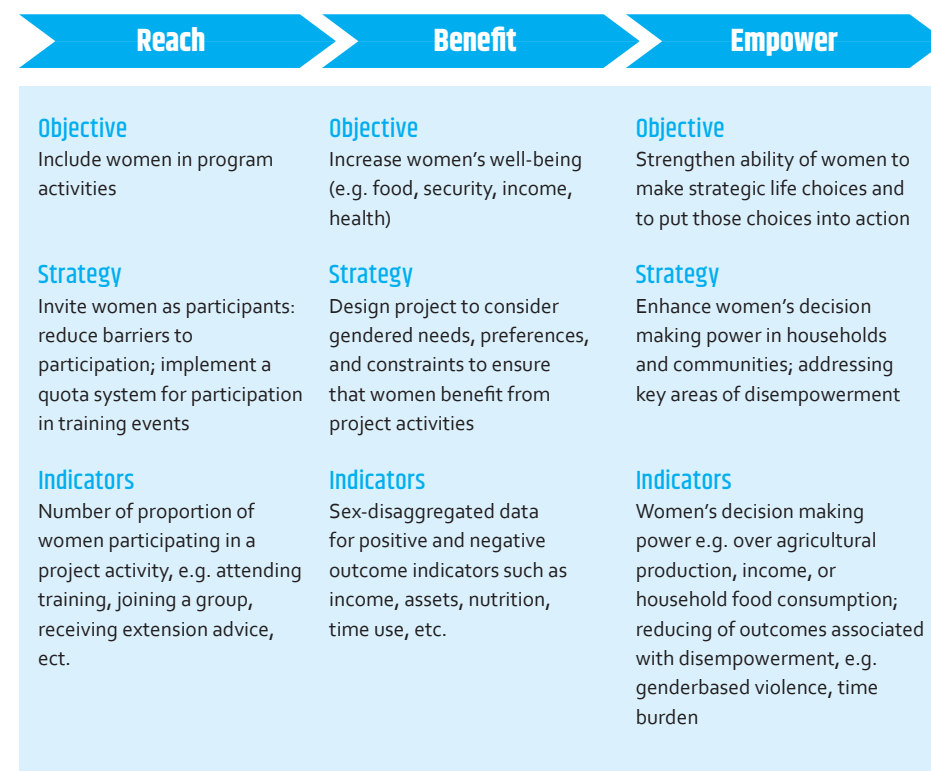 Reach
Benefit
Empower
Objective
Include women in program
activities
Strategy
Invite women as participants:
reduce barriers to
participation; implement a
quota system for participation
in training events
Indicators
Number of proportion of
women participating in a
project activity, e.g. attending
training, joining a group,
receiving extension advice,
ect.
Objective
Increase women's well-being
(e.g. food, security, income,
health)
Strategy
Design project to consider
gendered needs, preferences,
and constraints to ensure
that women benefit from
project activities
Indicators
Sex-disaggregated data
for positive and negative
outcome indicators such as
income, assets, nutrition,
time use, etc.
Objective
Strengthen ability of women to
make strategic life choices and
to put those choices into action
Strategy
Enhance women's decision
making power in households
and communities; addressing
key areas of disempowerment
Indicators
Women's decision making
power e.g. over agricultural
production, income, or
household food consumption;
reducing of outcomes associated
with disempowerment, e.g.
genderbased violence, time
burden